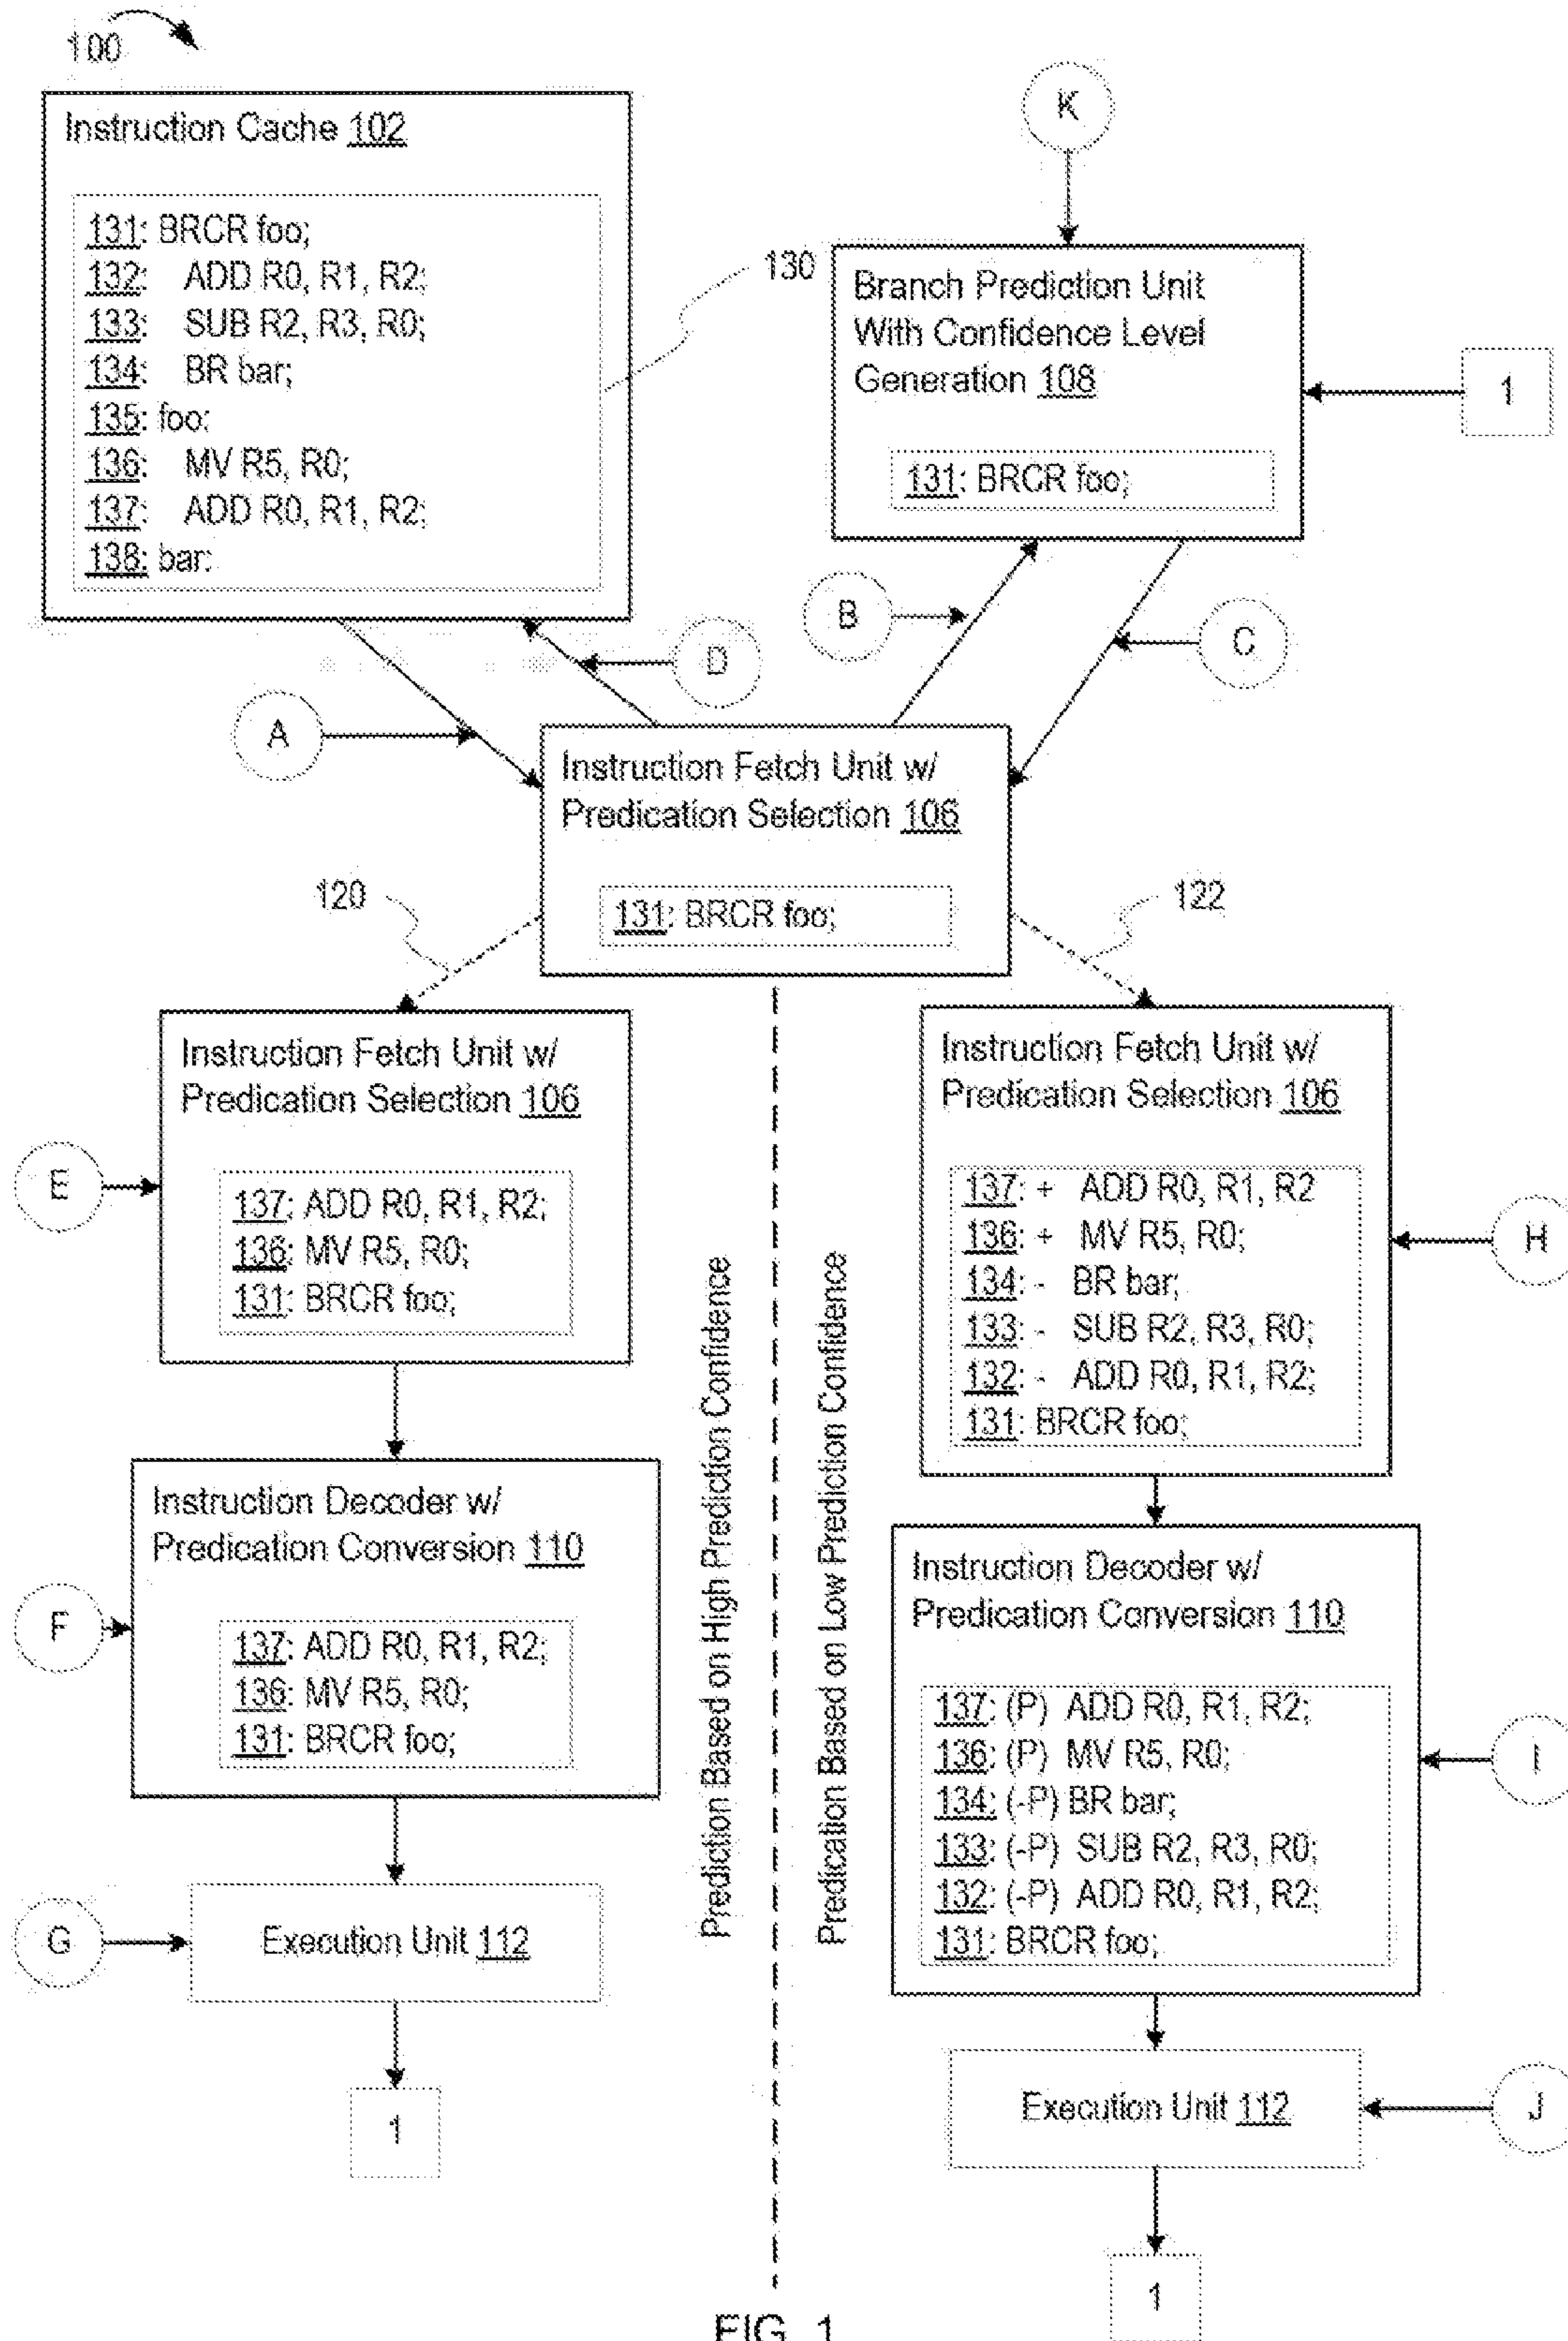 100
Instruction Cache 102
131: BRCR foo;
132: ADD R0, R1, R2;
133: SUB R2, R3, R0;
134: BR bar;
135: foo:
136: MV R5, R0;
137: ADD R0, R1, R2;
138: bar:
130
K
Branch Prediction Unit
With Confidence Level
Generation 108
131: BRCR foo;
1
A
D
B
C
Instruction Fetch Unit w/
Predication Selection 106
131: BRCR foo;
120
122
Instruction Fetch Unit w/
Predication Selection 106
137: ADD R0, R1, R2;
136: MV R5, R0;
131: BRCR foo;
E
Instruction Decoder w/
Predication Conversion 110
137: ADD R0, R1, R2;
136: MV R5, R0;
131: BRCR foo;
F
Execution Unit 112
G
1
Prediction Based on High Prediction Confidence
Predication Based on Low Prediction Confidence
Instruction Fetch Unit w/
Predication Selection 106
137: + ADD R0, R1, R2
136: + MV R5, R0;
134: - BR bar;
133: - SUB R2, R3, R0;
132: - ADD R0, R1, R2;
131: BRCR foo;
H
Instruction Decoder w/
Predication Conversion 110
137: (P) ADD R0, R1, R2;
136: (P) MV R5, R0;
134: (-P) BR bar;
133: (-P) SUB R2, R3, R0;
132: (-P) ADD R0, R1, R2;
131: BRCR foo;
I
Execution Unit 112
J
1
FIG. 1